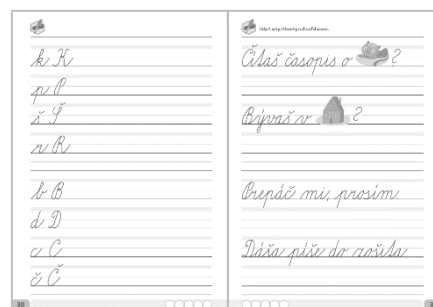 k K
p P
š Š
r R
b B
d D
c C
č Č
30
Čítaš časopis o ?
Bývaš v ?
Prepáč mi, prosím.
Dáša píše do zošita.